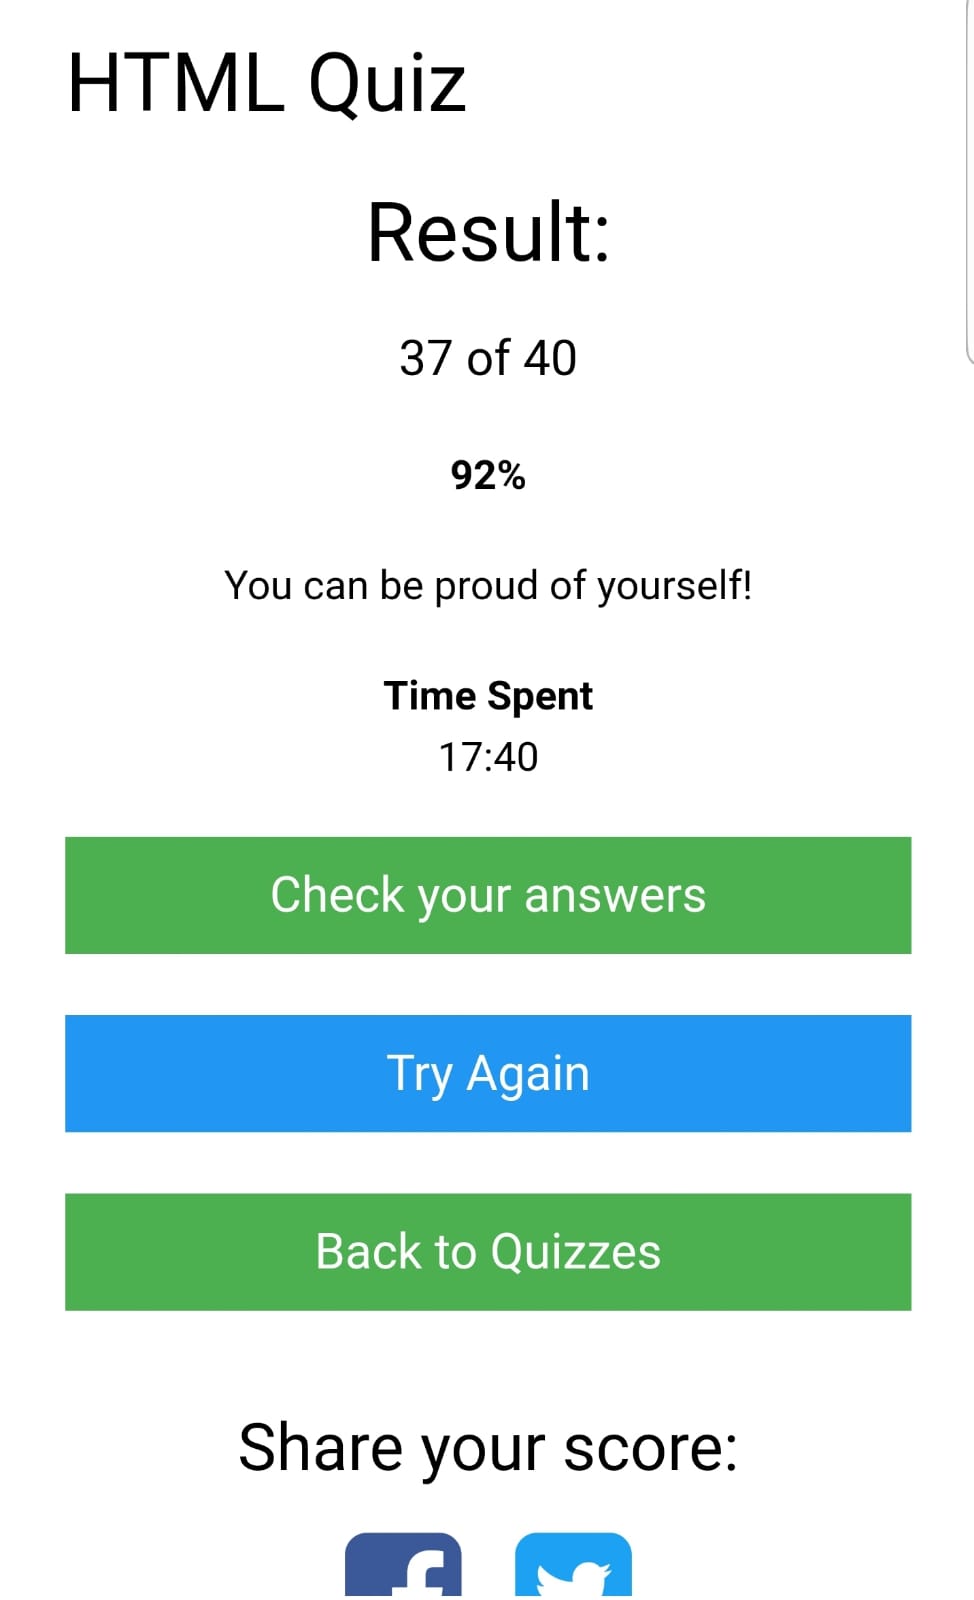 HTML Quiz
Result:
37 of 40
92%
You can be proud of yourself!
Time Spent
17:40
Check your answers
Try Again
Back to Quizzes
Share your score: